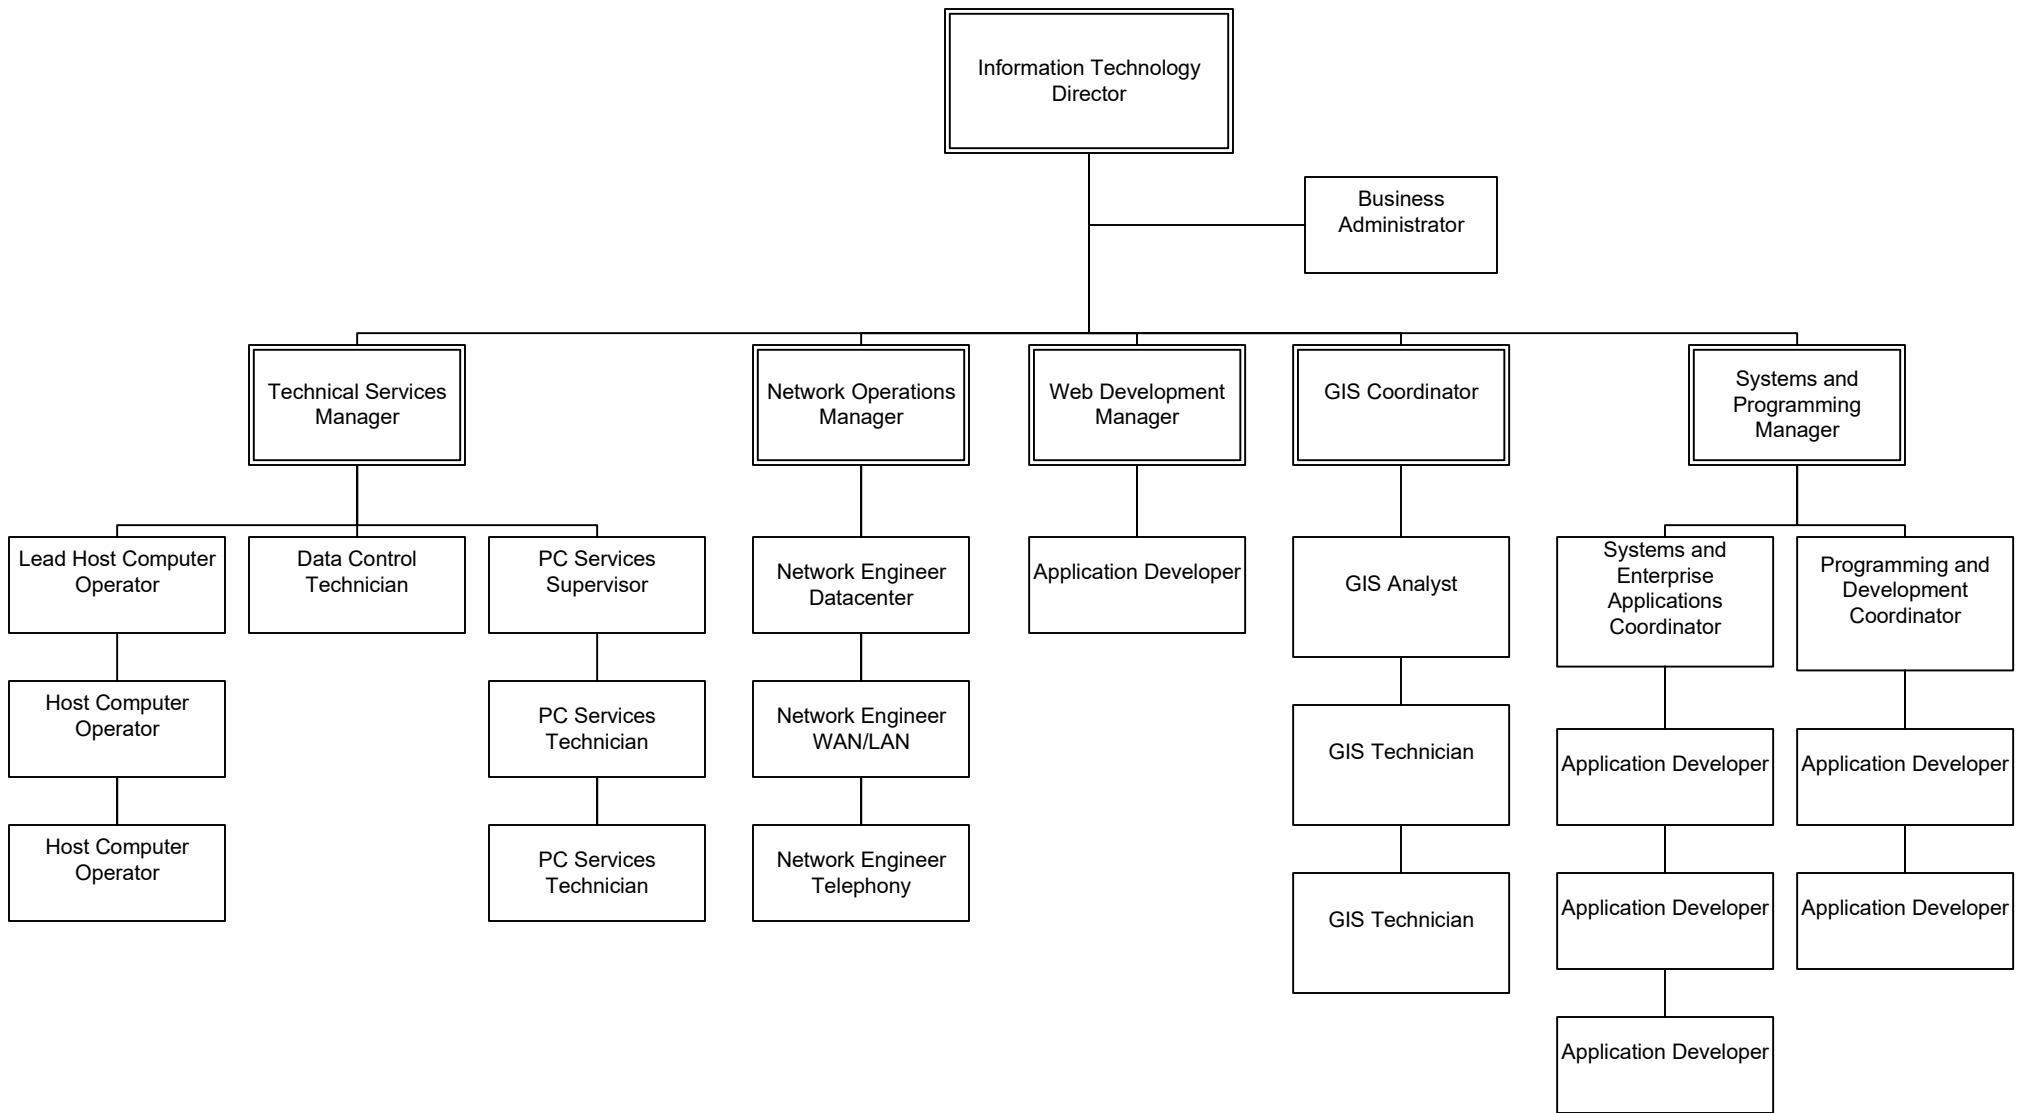 Information Technology
Director
Business
Administrator
Technical Services
Manager
Network Operations
Manager
Web Development
Manager
GIS Coordinator
Systems and
Programming
Manager
Lead Host Computer
Operator
Data Control
Technician
PC Services
Supervisor
Network Engineer
Datacenter
Application Developer
GIS Analyst
Systems and
Enterprise
Applications
Coordinator
Programming and
Development
Coordinator
Host Computer
Operator
PC Services
Technician
Network Engineer
WAN/LAN
GIS Technician
Application Developer
Application Developer
Host Computer
Operator
PC Services
Technician
Network Engineer
Telephony
GIS Technician
Application Developer
Application Developer
Application Developer